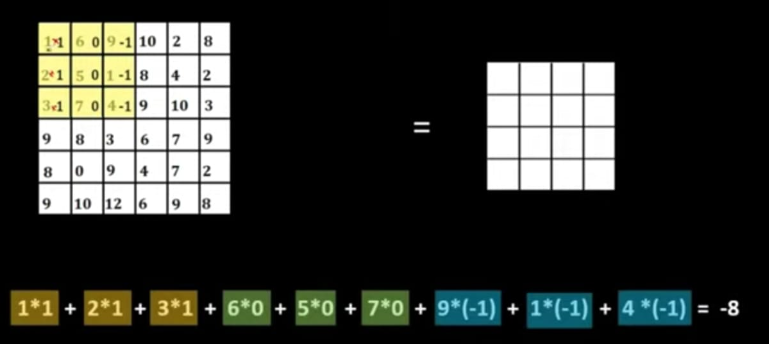 1*1 6 0 9 -1 10 2 8
2*1 5 0 1 -1 8 4 2
3*1 7 0 4 -1 9 10 3
9 8 3 6 7 9
8 0 9 4 7 2
9 10 12 6 9 8
=
1*1 + 2*1 + 3*1 + 6*0 + 5*0 + 7*0 + 9*(-1) + 1*(-1) + 4 *(-1) = -8